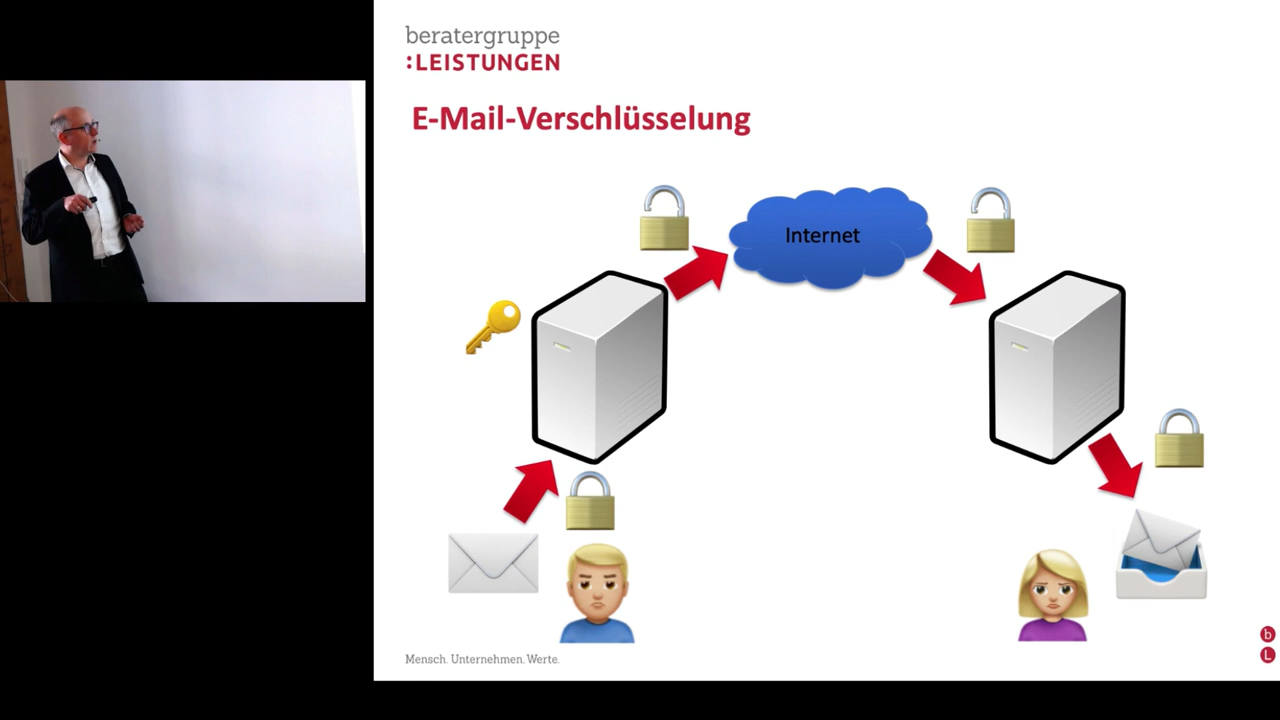 beratergruppe
:LEISTUNGEN
E-Mail-Verschlüsselung
Internet
Mensch. Unternehmen. Werte.
b
L